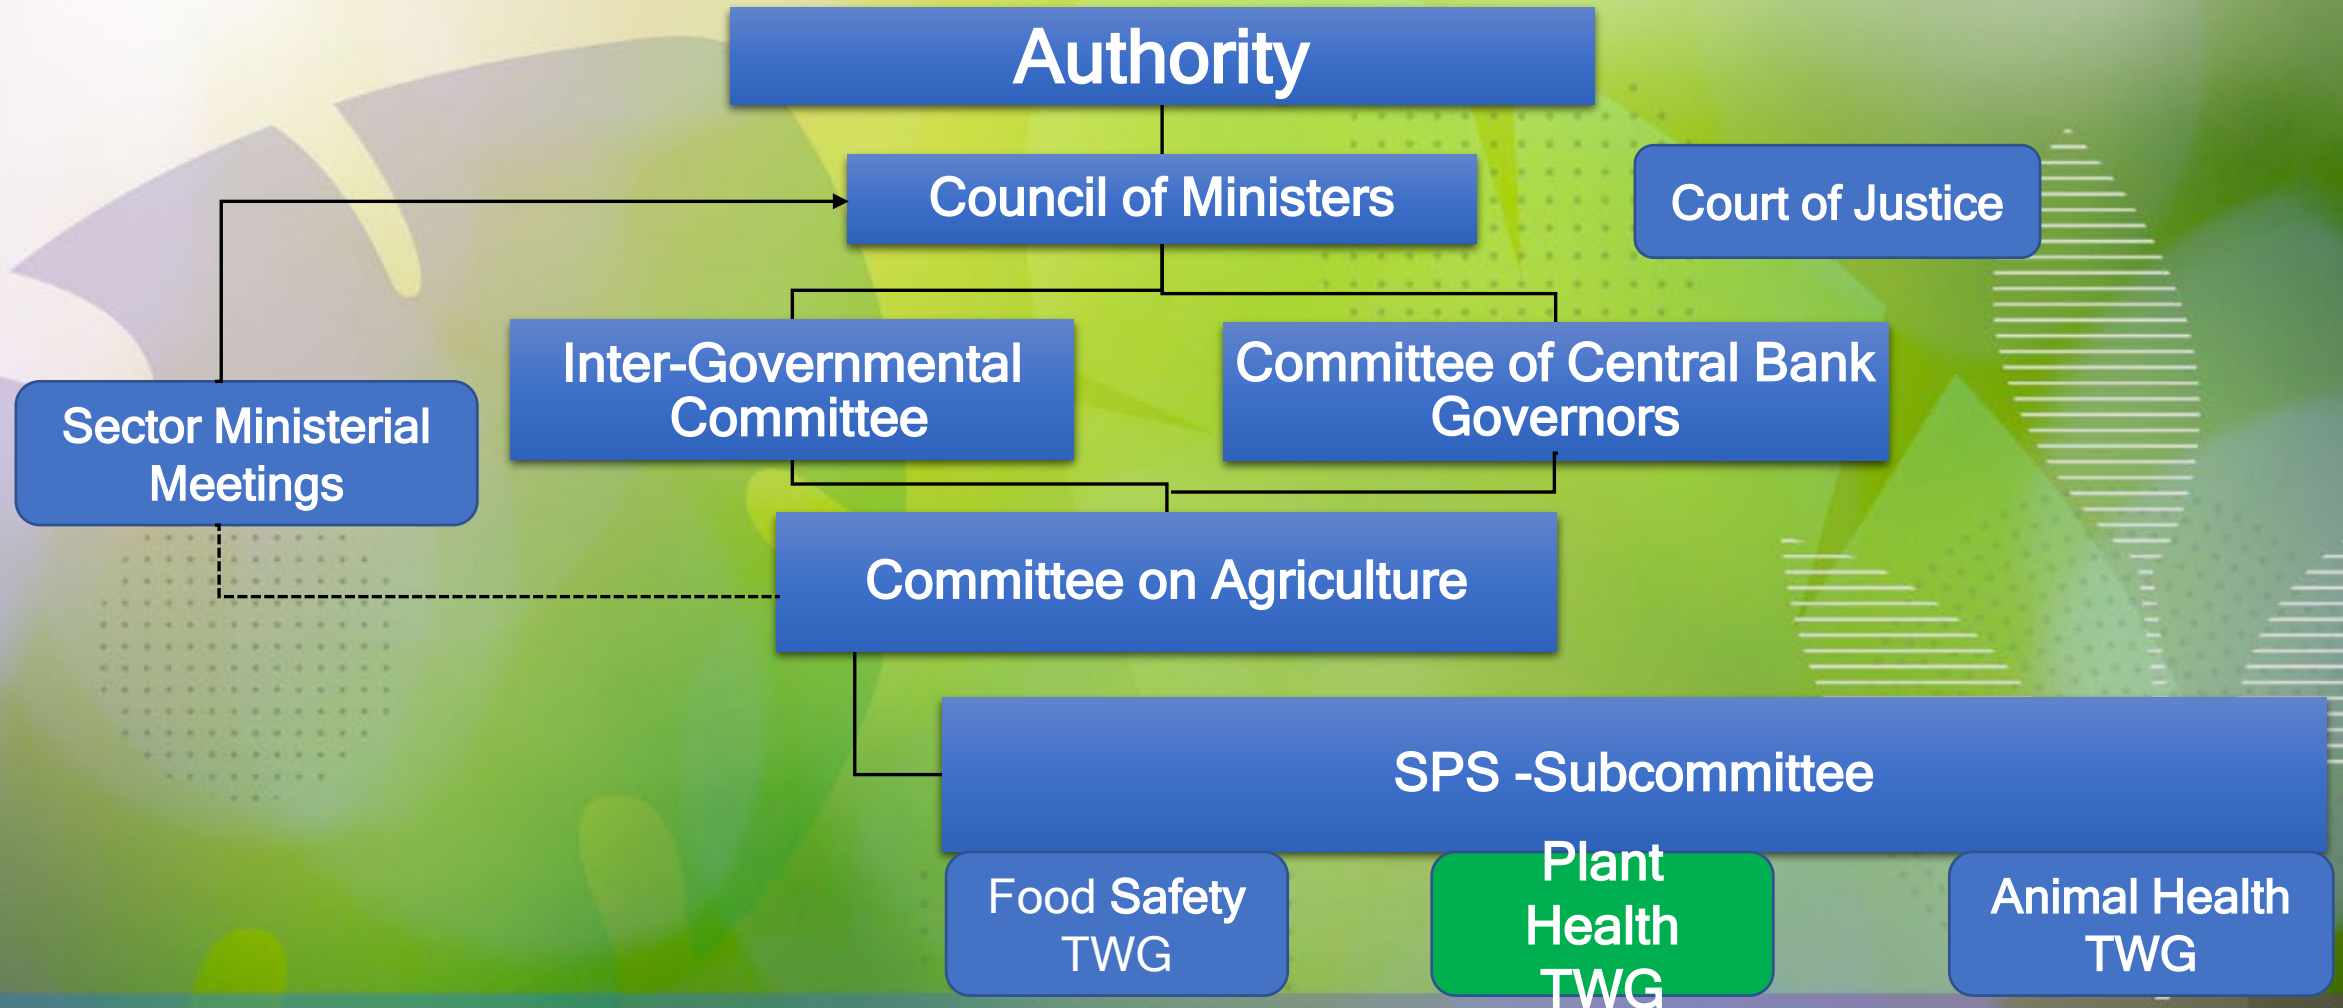 Authority
Council of Ministers
Court of Justice
Inter-Governmental
Committee
Committee of Central Bank
Governors
Sector Ministerial
Meetings
Committee on Agriculture
SPS -Subcommittee
Food Safety
TWG
Plant
Health
TWG
Animal Health
TWG